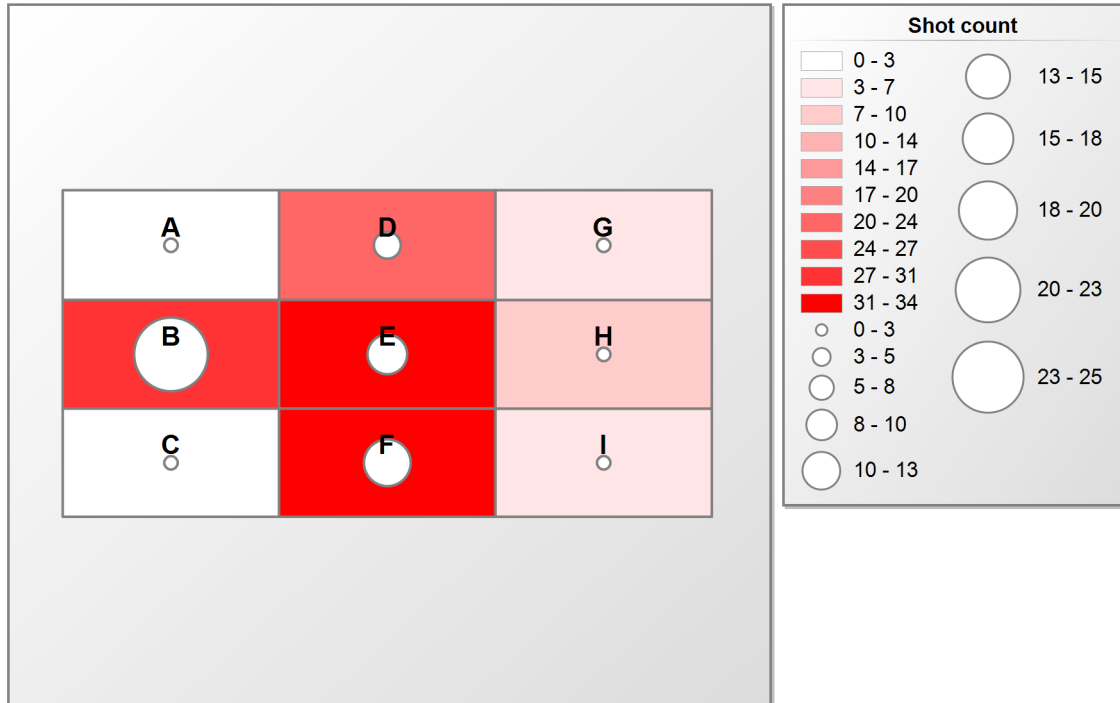 Shot count
A
D
G
B
E
H
C
F
I
0 - 3
3 - 7
7 - 10
10 - 14
14 - 17
17 - 20
20 - 24
24 - 27
27 - 31
31 - 34
0 - 3
3 - 5
5 - 8
8 - 10
10 - 13
13 - 15
15 - 18
18 - 20
20 - 23
23 - 25